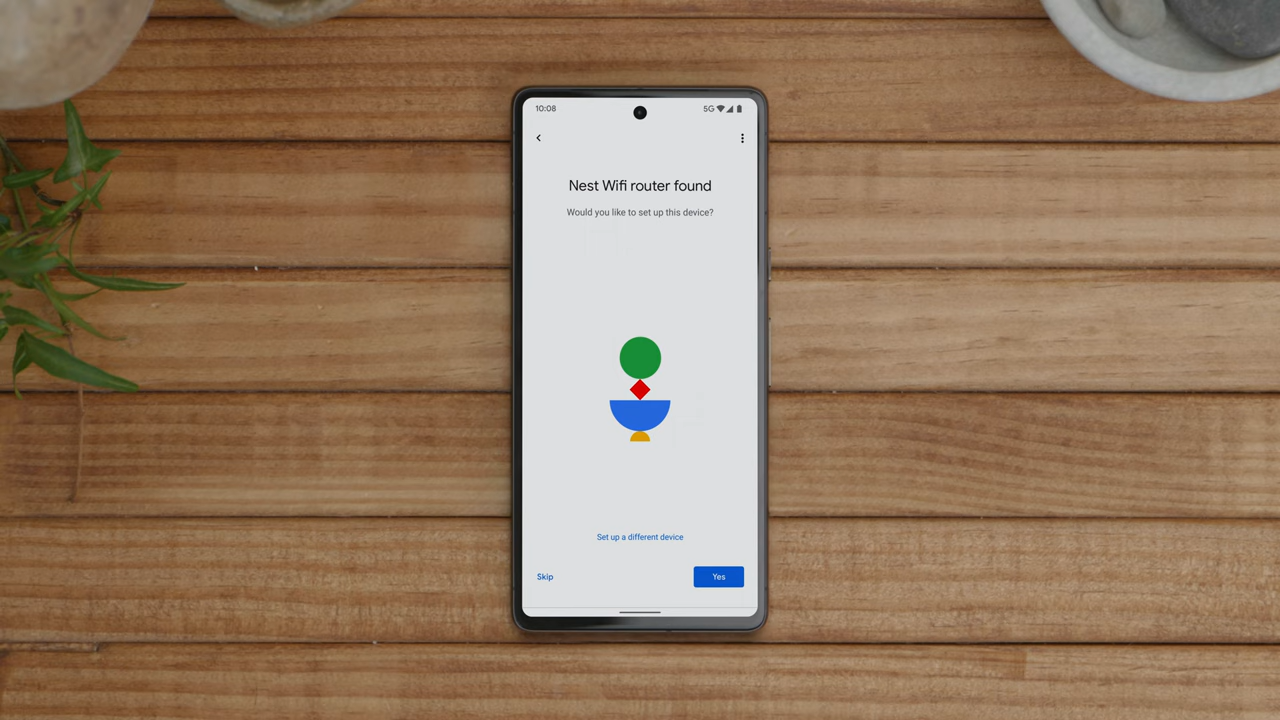 10:08
5G
Nest Wifi router found
Would you like to set up this device?
Set up a different device
Skip
Yes